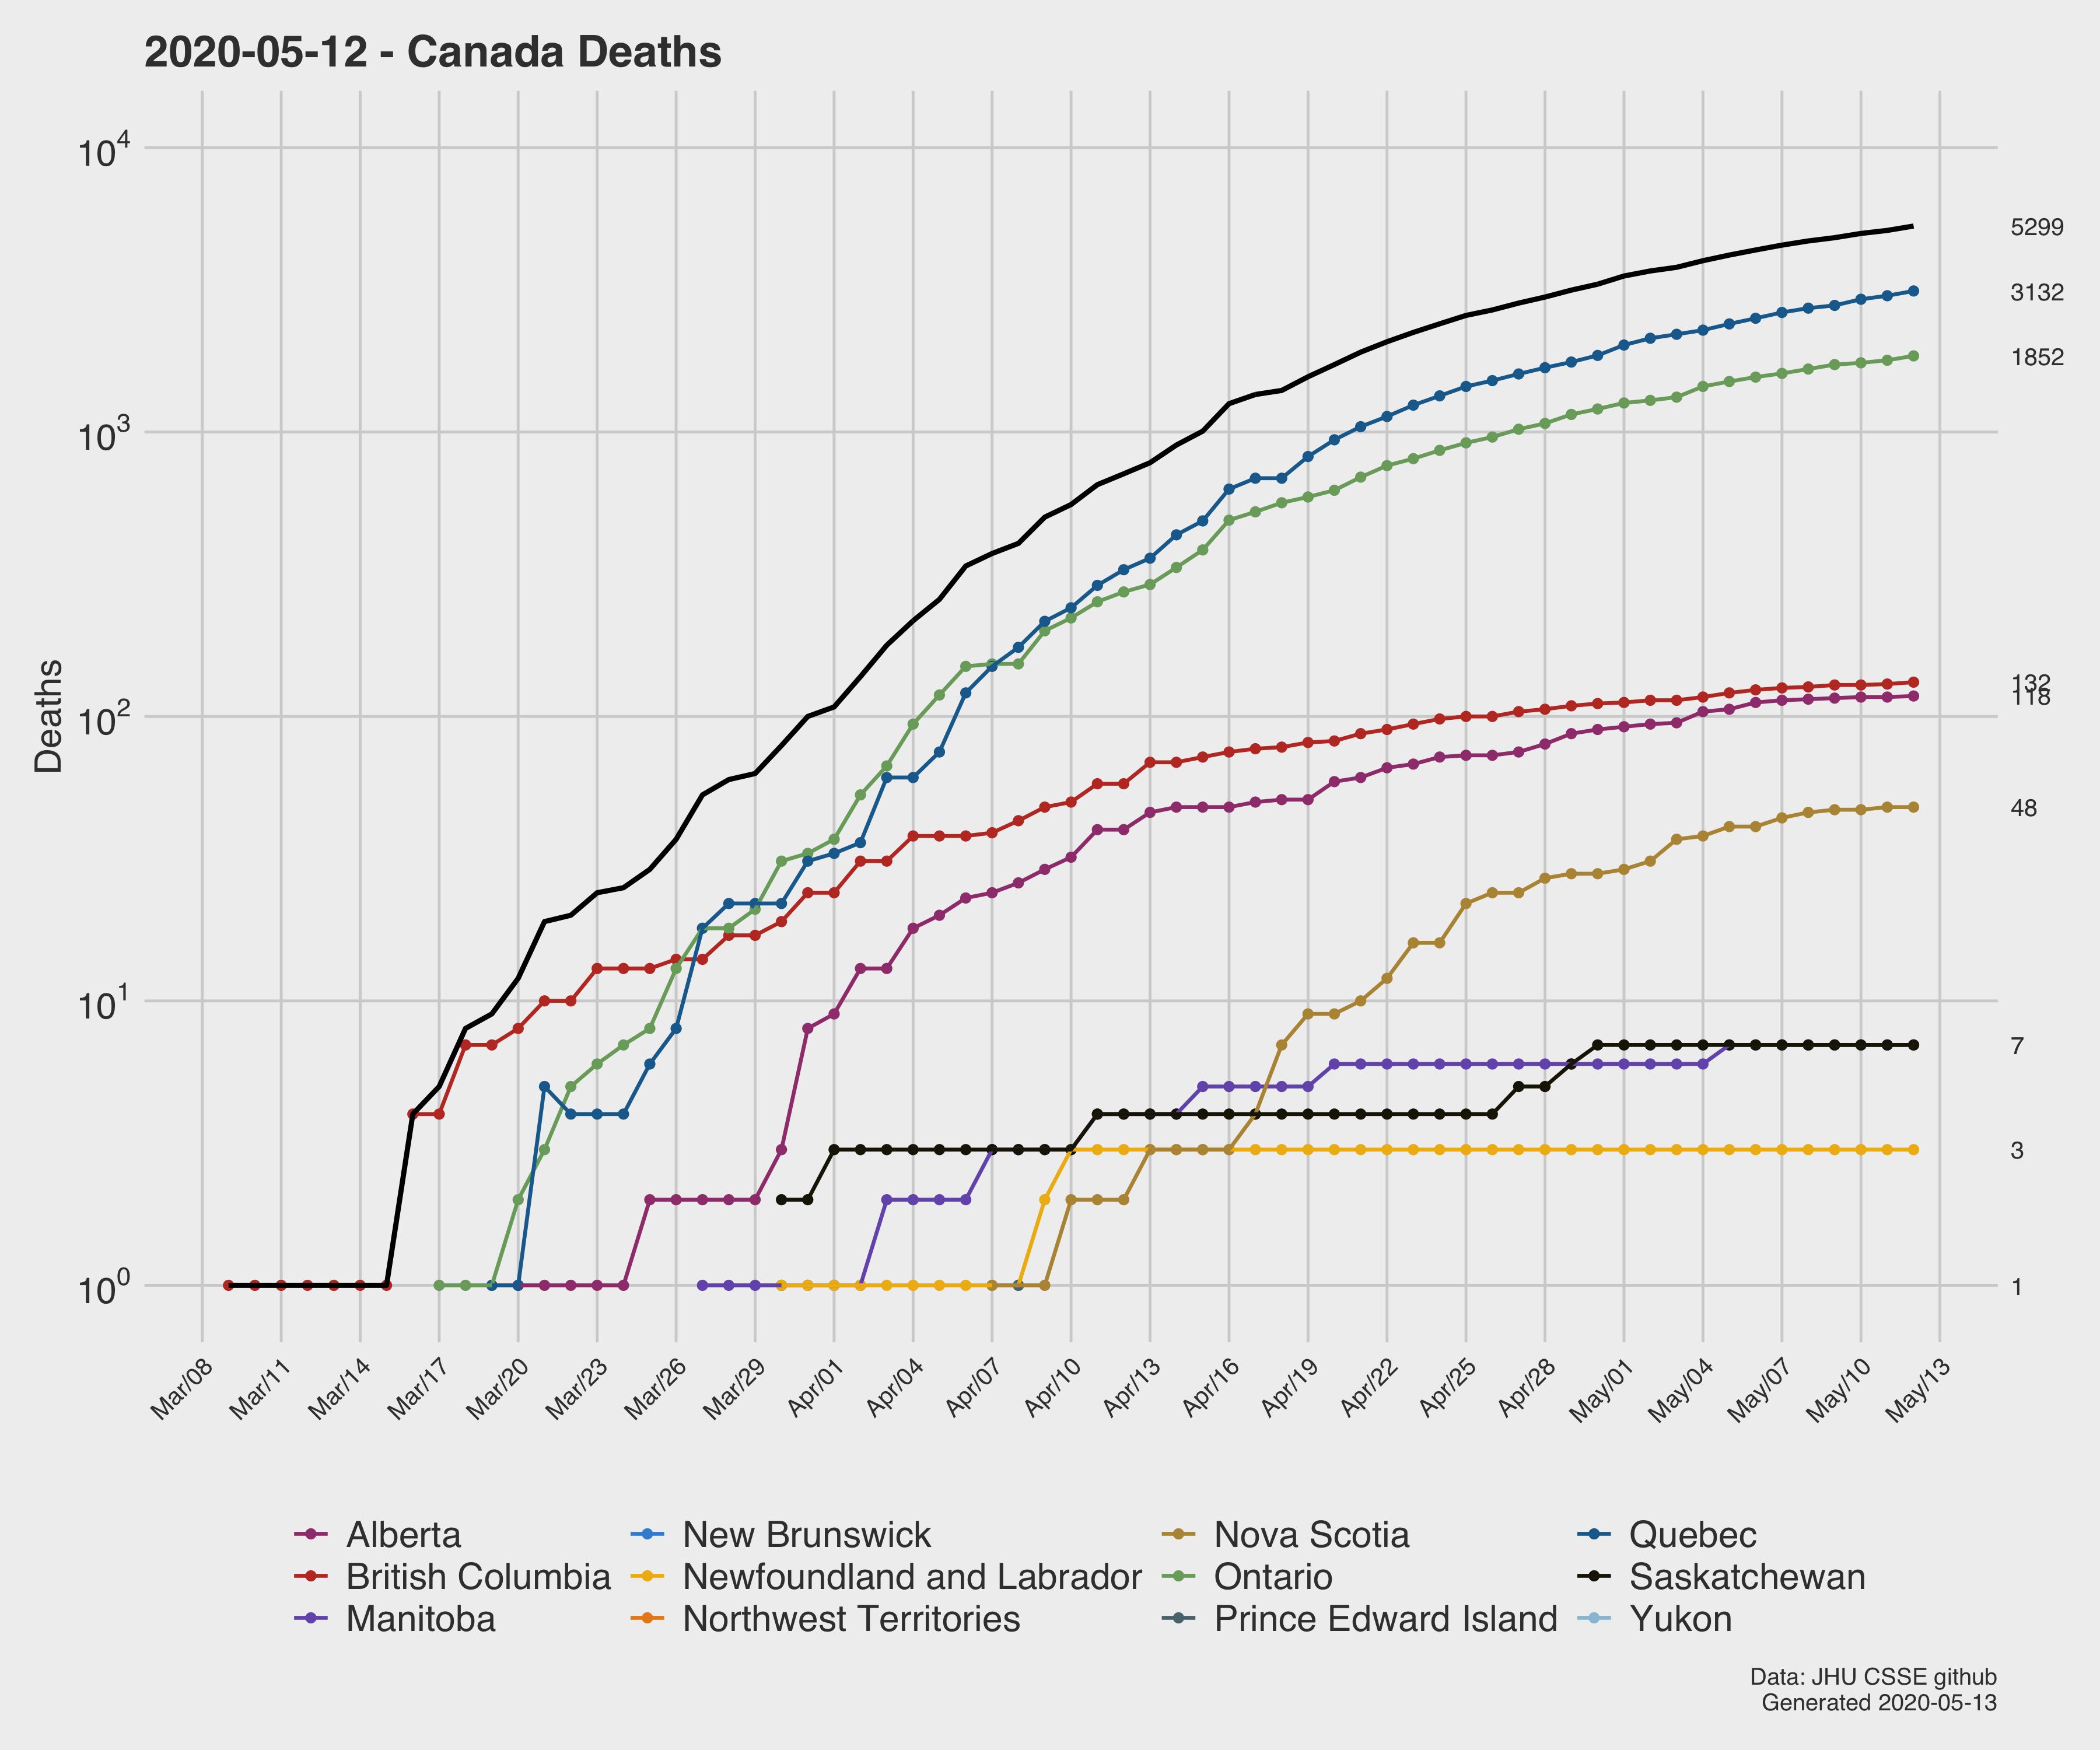 2020-05-12 - Canada Deaths
10^4
10^3
10^2
10^1
10^0
Deaths
5299
3132
1852
132
118
48
7
3
1
Mar/08 Mar/11 Mar/14 Mar/17 Mar/20 Mar/23 Mar/26 Mar/29 Apr/01 Apr/04 Apr/07 Apr/10 Apr/13 Apr/16 Apr/19 Apr/22 Apr/25 Apr/28 May/01 May/04 May/07 May/10 May/13
Alberta New Brunswick Nova Scotia Quebec
British Columbia Newfoundland and Labrador Ontario Saskatchewan
Manitoba Northwest Territories Prince Edward Island Yukon
Data: JHU CSSE github
Generated 2020-05-13